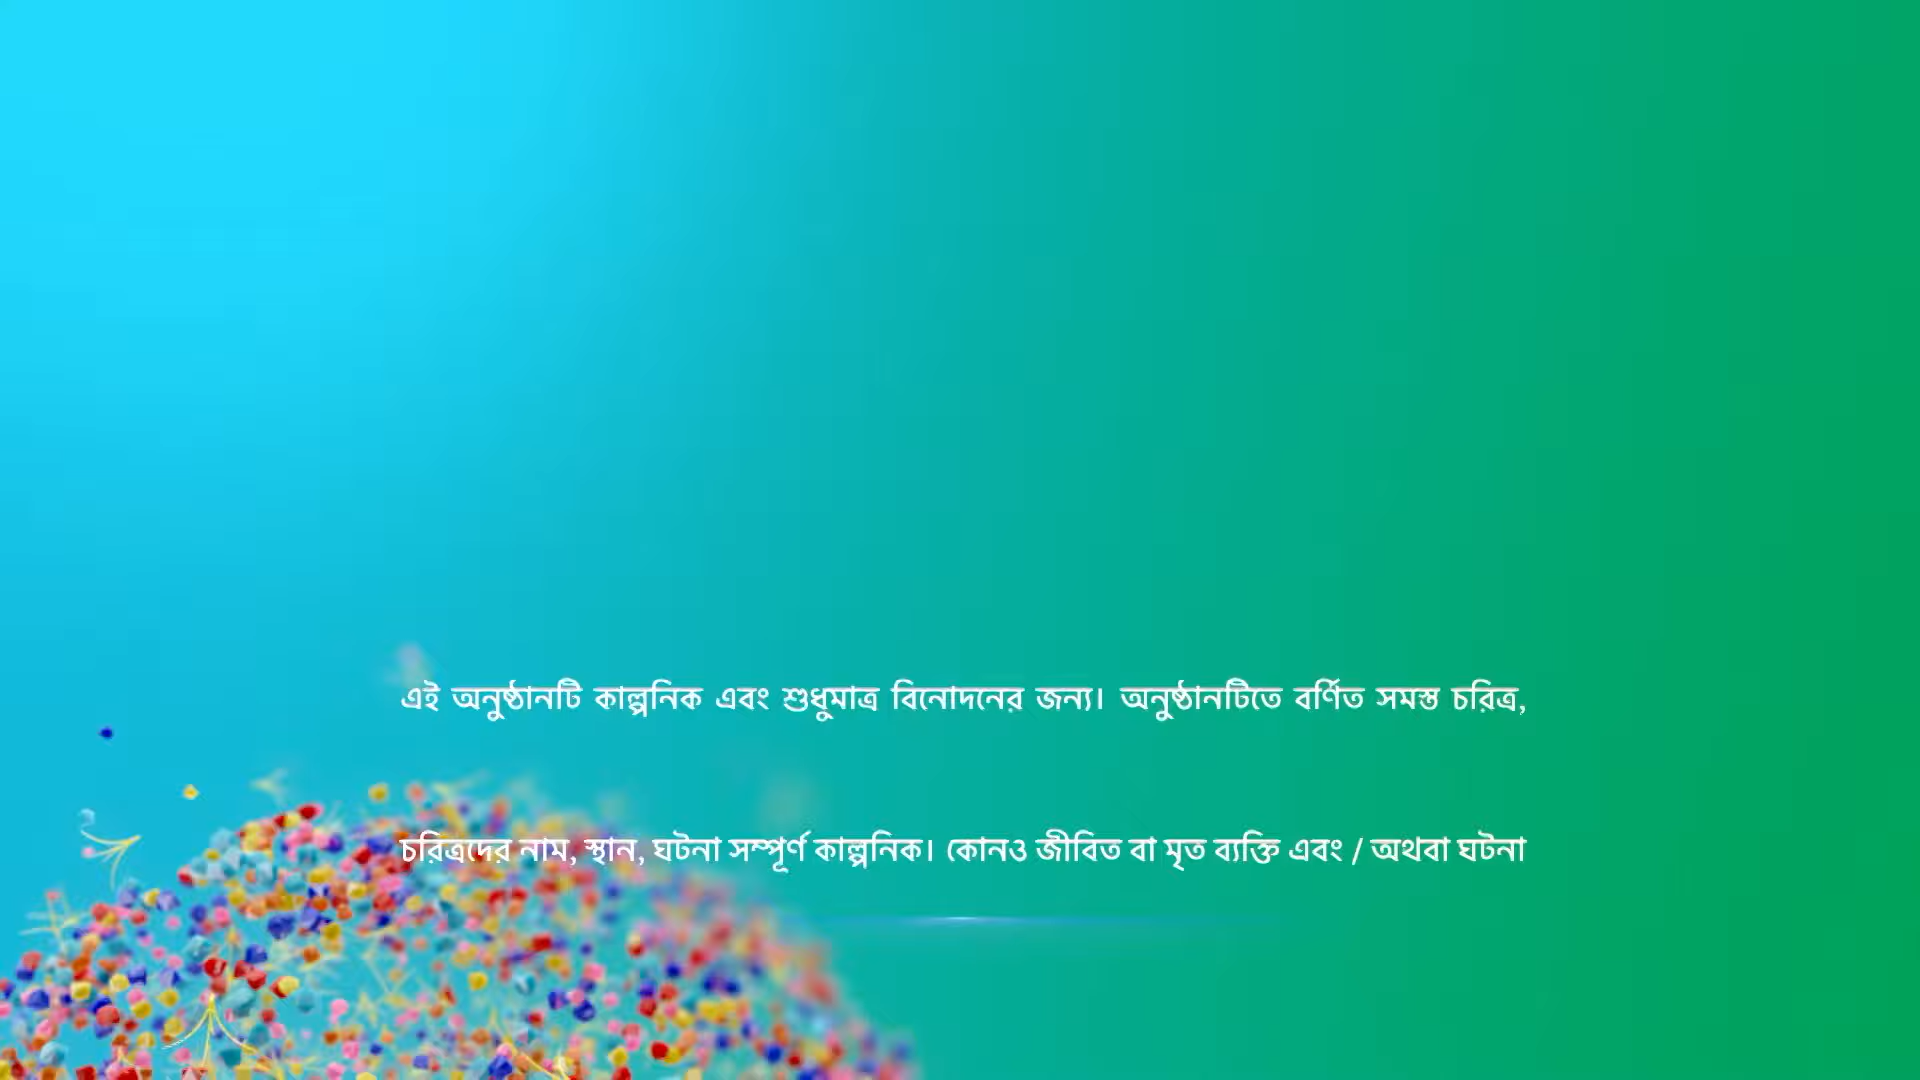 এই অনুষ্ঠানটি কাল্পনিক এবং শুধুমাত্র বিনোদনের জন্য। অনুষ্ঠানটিতে বর্ণিত সমস্ত চরিত্র,
চরিত্রদের নাম, স্থান, ঘটনা সম্পূর্ণ কাল্পনিক। কোনও জীবিত বা মৃত ব্যক্তি এবং / অথবা ঘটনা